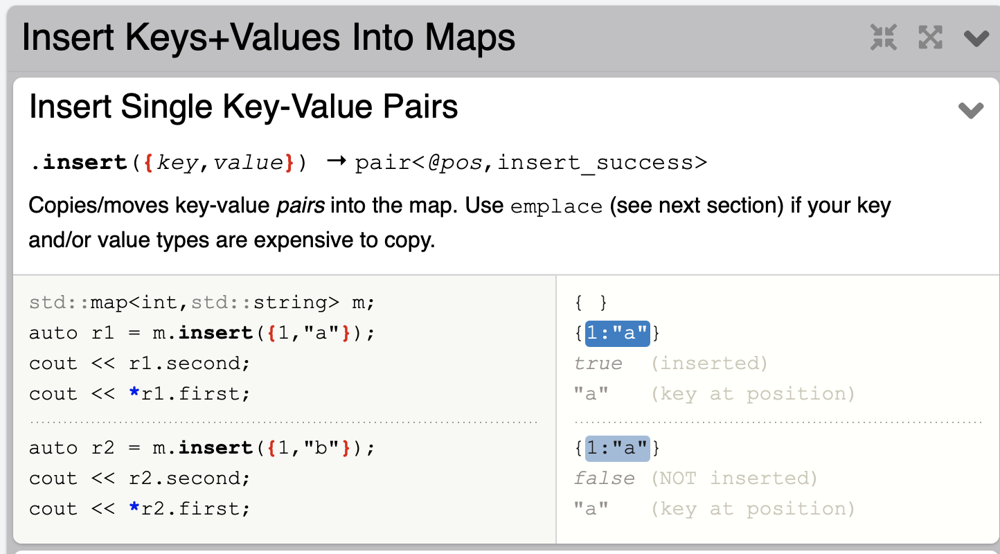 Insert Keys+Values Into Maps
Insert Single Key-Value Pairs
.insert({key,value}) → pair<@pos,insert_success>
Copies/moves key-value pairs into the map. Use emplace (see next section) if your key
and/or value types are expensive to copy.
std::map<int,std::string> m;
{ }
auto r1 = m.insert({1,"a"});
{1:"a"}
cout << r1.second;
true (inserted)
cout << *r1.first;
"a" (key at position)
auto r2 = m.insert({1,"b"});
{1:"a"}
cout << r2.second;
false (NOT inserted)
cout << *r2.first;
"a" (key at position)